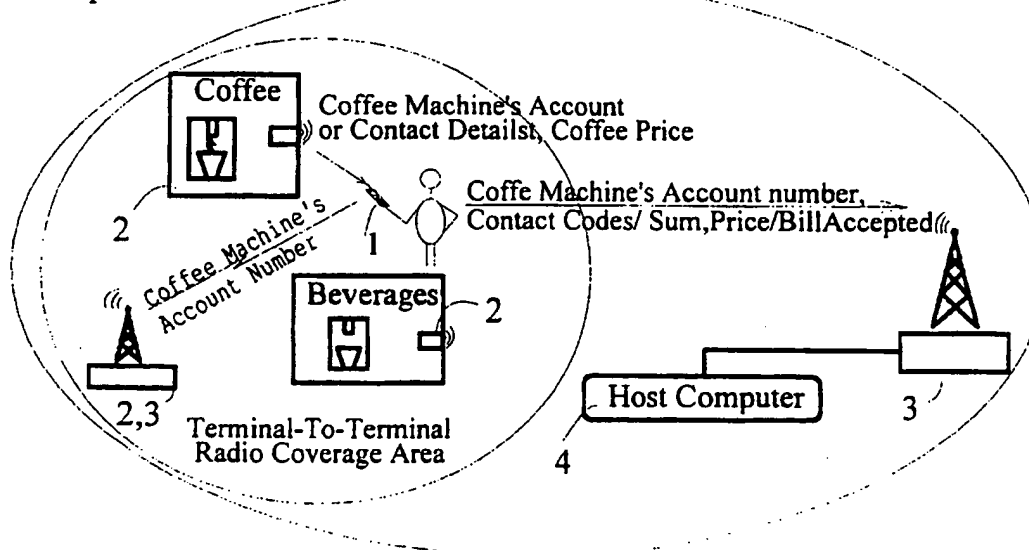 Coffee
Coffee Machine's Account
or Contact Detailst, Coffee Price
2
1
Coffe Machine's Account number,
Contact Codes/ Sum,Price/BillAccepted
Coffee Machine's
Account Number
Beverages
2
2,3
Host Computer
3
4
Terminal-To-Terminal
Radio Coverage Area